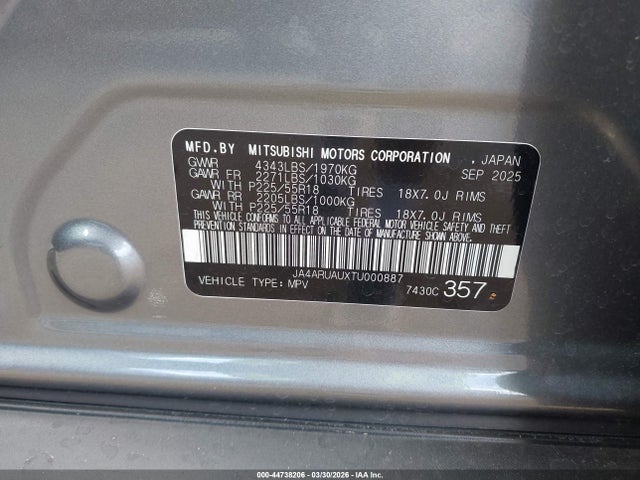 MFD.BY MITSUBISHI MOTORS CORPORATION , JAPAN
GVWR 4343LBS/1970KG SEP 2025
GAWR FR 2271LBS/1030KG
WITH P225/55R18 TIRES 18X7.0J RIMS
GAWR RR 2205LBS/1000KG
WITH P225/55R18 TIRES 18X7.0J RIMS
THIS VEHICLE CONFORMS TO ALL APPLICABLE FEDERAL MOTOR VEHICLE SAFETY AND THEFT
PREVENTION STANDARDS IN EFFECT ON THE DATE OF MANUFACTURE SHOWN ABOVE.
JA4ARUAUXTU000887
VEHICLE TYPE: MPV 7430C 357
000-44738206 - 03/30/2026 - IAA Inc.